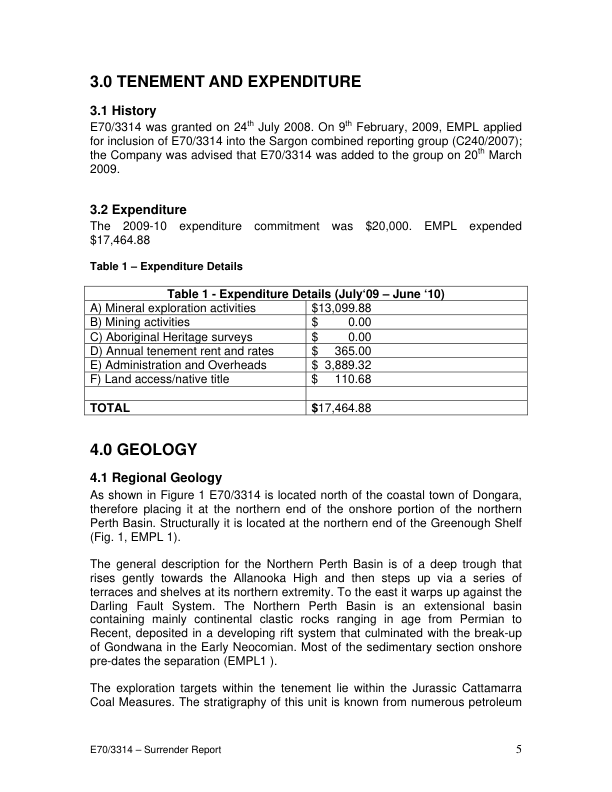 3.0 TENEMENT AND EXPENDITURE
3.1 History
E70/3314 was granted on 24th July 2008. On 9th February, 2009, EMPL applied
for inclusion of E70/3314 into the Sargon combined reporting group (C240/2007);
the Company was advised that E70/3314 was added to the group on 20th March
2009.
3.2 Expenditure
The 2009-10 expenditure commitment was $20,000. EMPL expended
$17,464.88
Table 1 – Expenditure Details
Table 1 - Expenditure Details (July‘09 – June ‘10)
A) Mineral exploration activities $13,099.88
B) Mining activities $ 0.00
C) Aboriginal Heritage surveys $ 0.00
D) Annual tenement rent and rates $ 365.00
E) Administration and Overheads $ 3,889.32
F) Land access/native title $ 110.68
TOTAL $17,464.88
4.0 GEOLOGY
4.1 Regional Geology
As shown in Figure 1 E70/3314 is located north of the coastal town of Dongara,
therefore placing it at the northern end of the onshore portion of the northern
Perth Basin. Structurally it is located at the northern end of the Greenough Shelf
(Fig. 1, EMPL 1).
The general description for the Northern Perth Basin is of a deep trough that
rises gently towards the Allanooka High and then steps up via a series of
terraces and shelves at its northern extremity. To the east it warps up against the
Darling Fault System. The Northern Perth Basin is an extensional basin
containing mainly continental clastic rocks ranging in age from Permian to
Recent, deposited in a developing rift system that culminated with the break-up
of Gondwana in the Early Neocomian. Most of the sedimentary section onshore
pre-dates the separation (EMPL1 ).
The exploration targets within the tenement lie within the Jurassic Cattamarra
Coal Measures. The stratigraphy of this unit is known from numerous petroleum
E70/3314 – Surrender Report 5